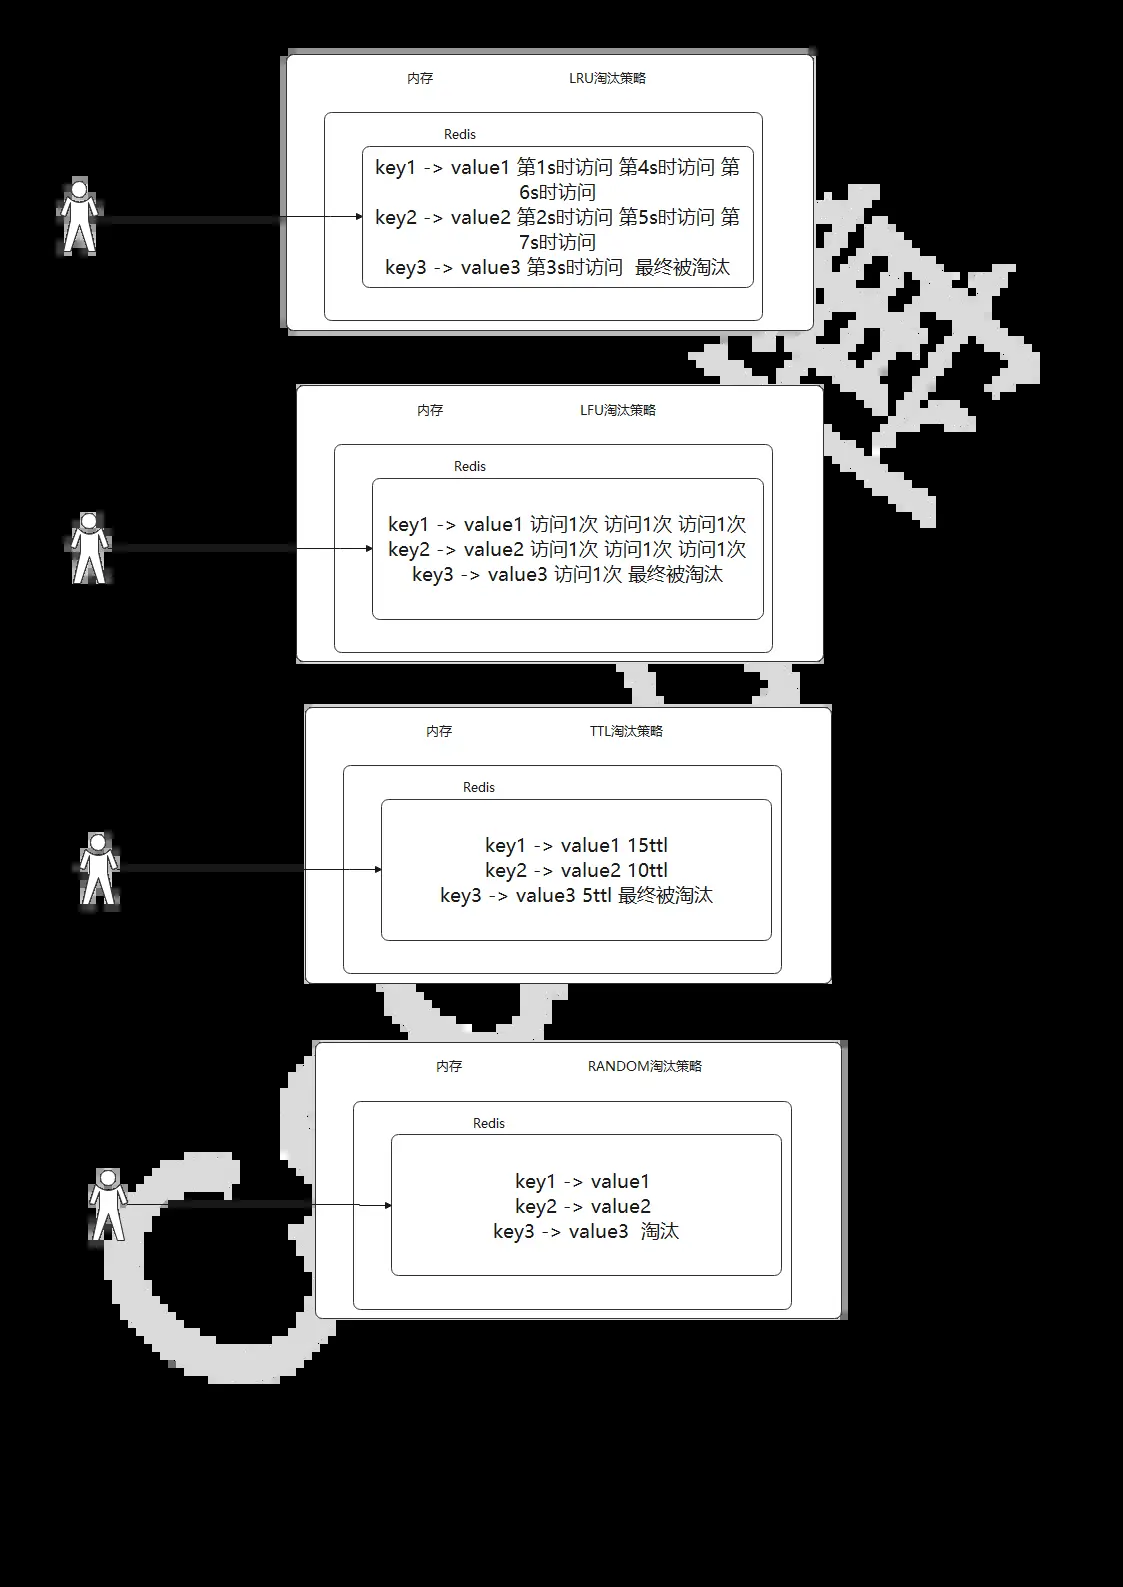 内存 LRU淘汰策略
Redis
key1 -> value1 第1s时访问 第4s时访问 第
6s时访问
key2 -> value2 第2s时访问 第5s时访问 第
7s时访问
key3 -> value3 第3s时访问 最终被淘汰
内存 LFU淘汰策略
Redis
key1 -> value1 访问1次 访问1次 访问1次
key2 -> value2 访问1次 访问1次 访问1次
key3 -> value3 访问1次 最终被淘汰
内存 TTL淘汰策略
Redis
key1 -> value1 15ttl
key2 -> value2 10ttl
key3 -> value3 5ttl 最终被淘汰
内存 RANDOM淘汰策略
Redis
key1 -> value1
key2 -> value2
key3 -> value3 淘汰